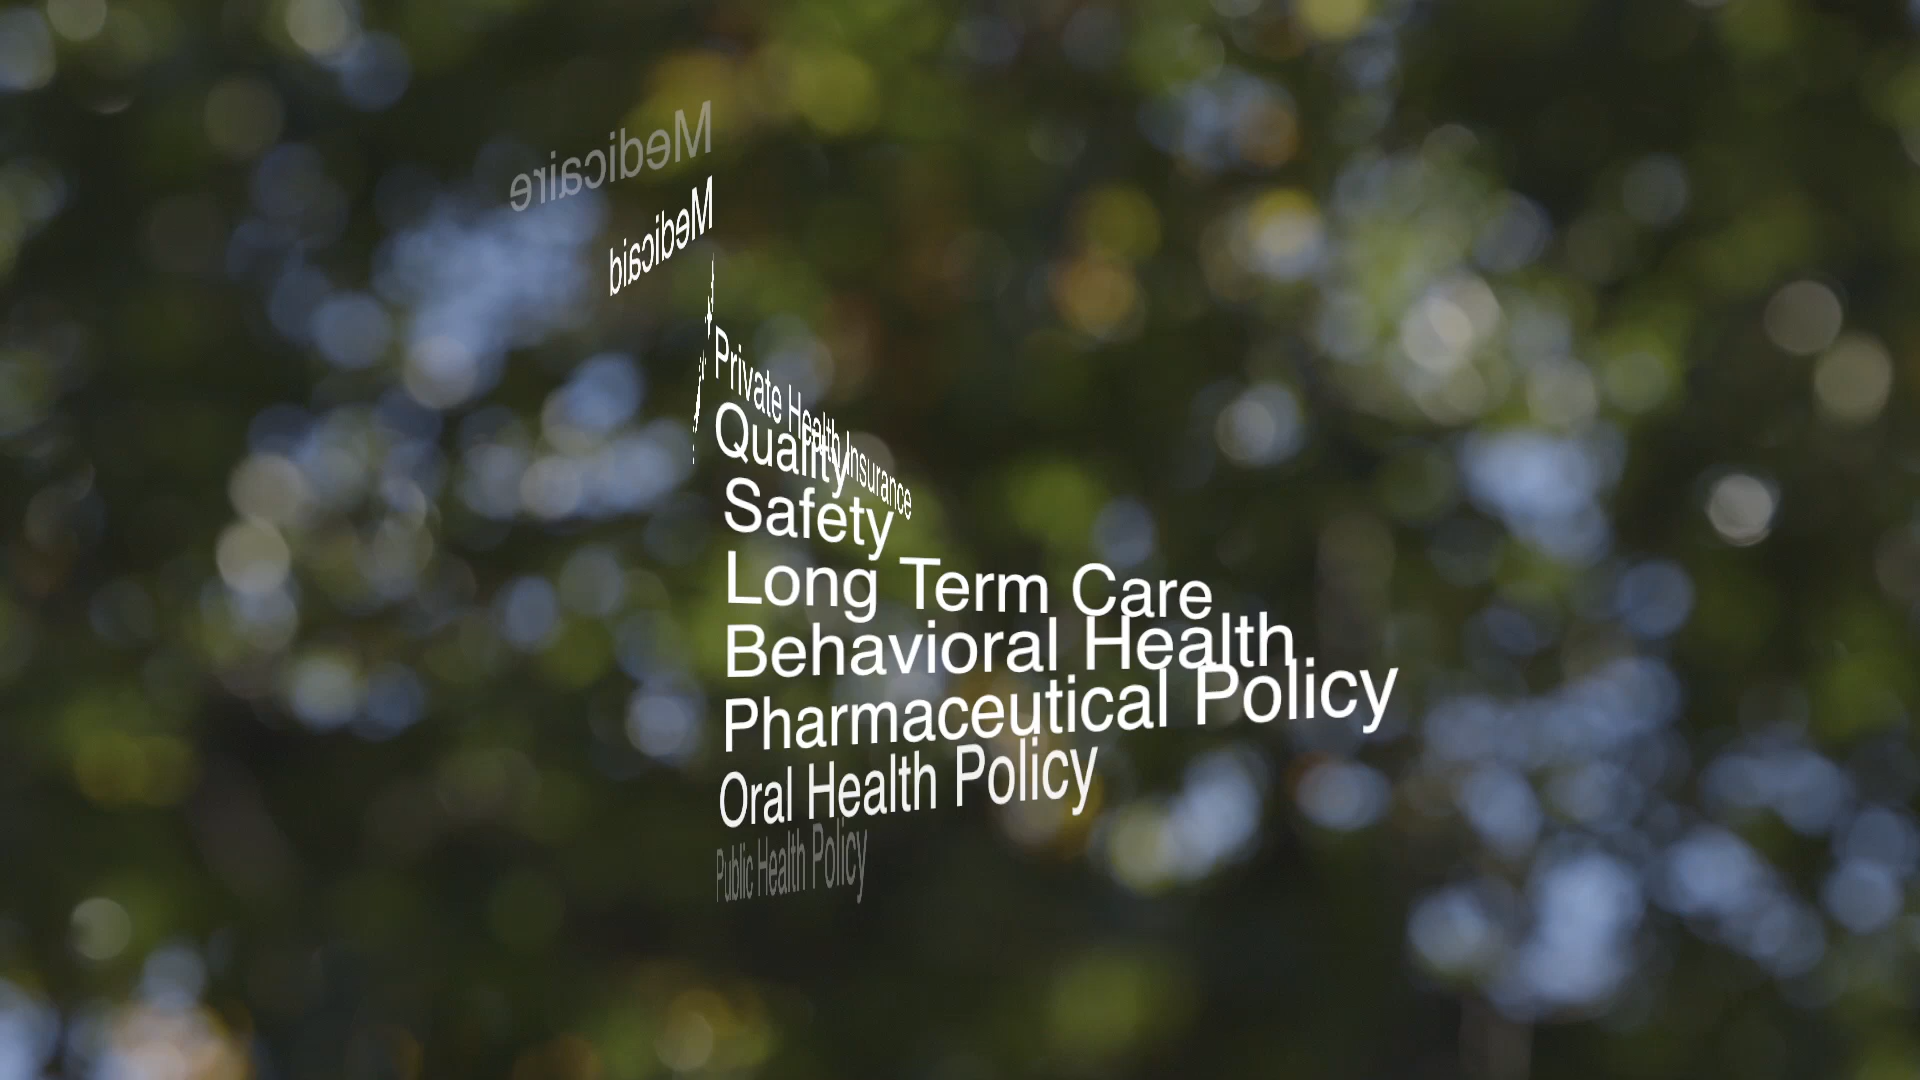 Medicaire
Medicaid
Private Health Insurance
Quality
Safety
Long Term Care
Behavioral Health
Pharmaceutical Policy
Oral Health Policy
Public Health Policy